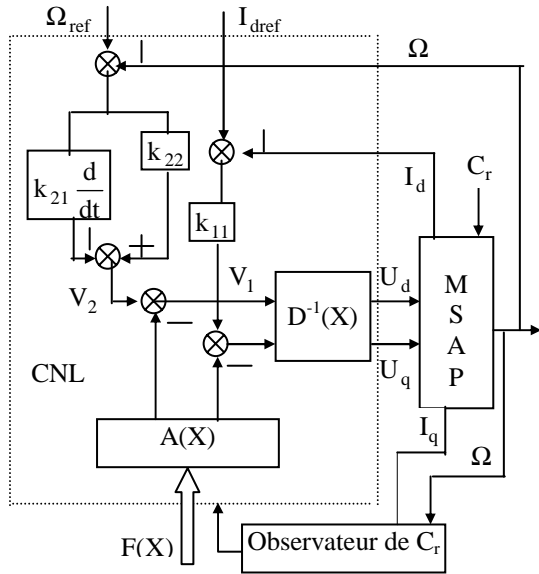 Ω_ref
I_dref
Ω
k_22
k_21 d/dt
I_d
C_r
k_11
+
V_2
V_1
U_d
D^-1(X)
M
S
A
P
CNL
U_q
A(X)
I_q
Ω
F(X)
Observateur de C_r